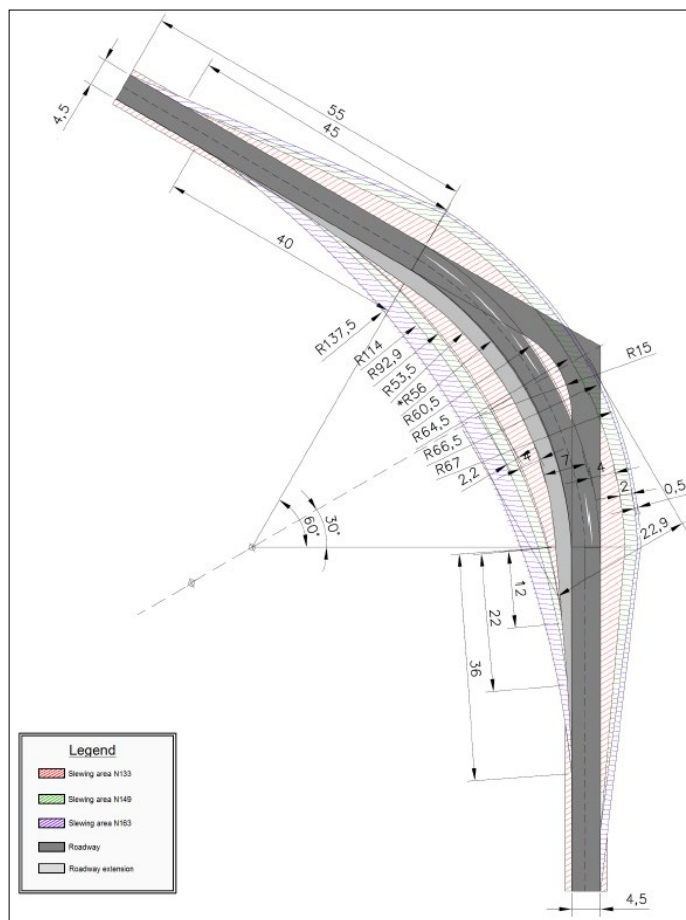 55
45
4,5
40
R137,5
R114
R92,9
R53,5
*R56
R60,5
R64,5
R66,5
R67
R15
2,2
4
7
4
2
0,5
22,9
60°
30°
12
22
36
4,5
Legend
Slewing area N133
Slewing area N149
Slewing area N163
Roadway
Roadway extension